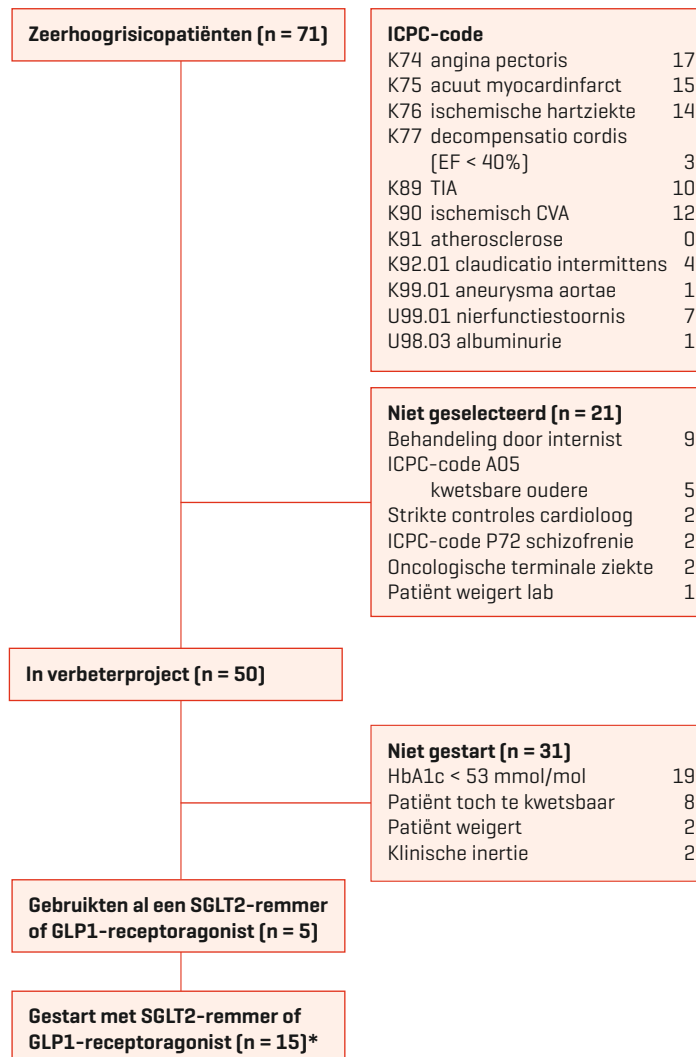 Zeerhoogrisicopatiënten (n = 71)
ICPC-code
K74 angina pectoris 17
K75 acuut myocardinfarct 15
K76 ischemische hartziekte 14
K77 decompensatio cordis
(EF < 40%) 3
K89 TIA 10
K90 ischemisch CVA 12
K91 atherosclerose 0
K92.01 claudicatio intermittens 4
K99.01 aneurysma aortae 1
U99.01 nierfunctiestoornis 7
U98.03 albuminurie 1
Niet geselecteerd (n = 21)
Behandeling door internist 9
ICPC-code A05
kwetsbare oudere 5
Strikte controles cardioloog 2
ICPC-code P72 schizofrenie 2
Oncologische terminale ziekte 2
Patiënt weigert lab 1
In verbeterproject (n = 50)
Niet gestart (n = 31)
HbA1c < 53 mmol/mol 19
Patiënt toch te kwetsbaar 8
Patiënt weigert 2
Klinische inertie 2
Gebruikten al een SGLT2-remmer
of GLP1-receptoragonist (n = 5)
Gestart met SGLT2-remmer of
GLP1-receptoragonist (n = 15)*